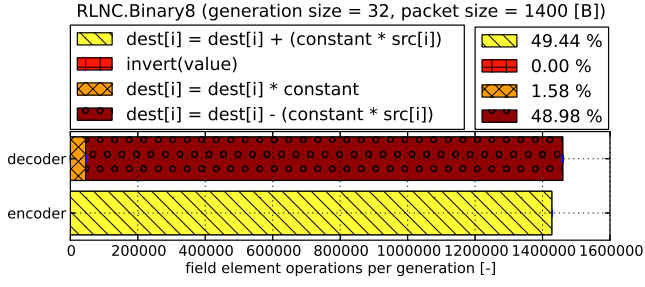 RLNC.Binary8 (generation size = 32, packet size = 1400 [B])
dest[i] = dest[i] + (constant * src[i]) 49.44 %
invert(value) 0.00 %
dest[i] = dest[i] * constant 1.58 %
dest[i] = dest[i] - (constant * src[i]) 48.98 %
decoder
encoder
0 200000 400000 600000 800000 1000000 1200000 1400000 1600000
field element operations per generation [-]